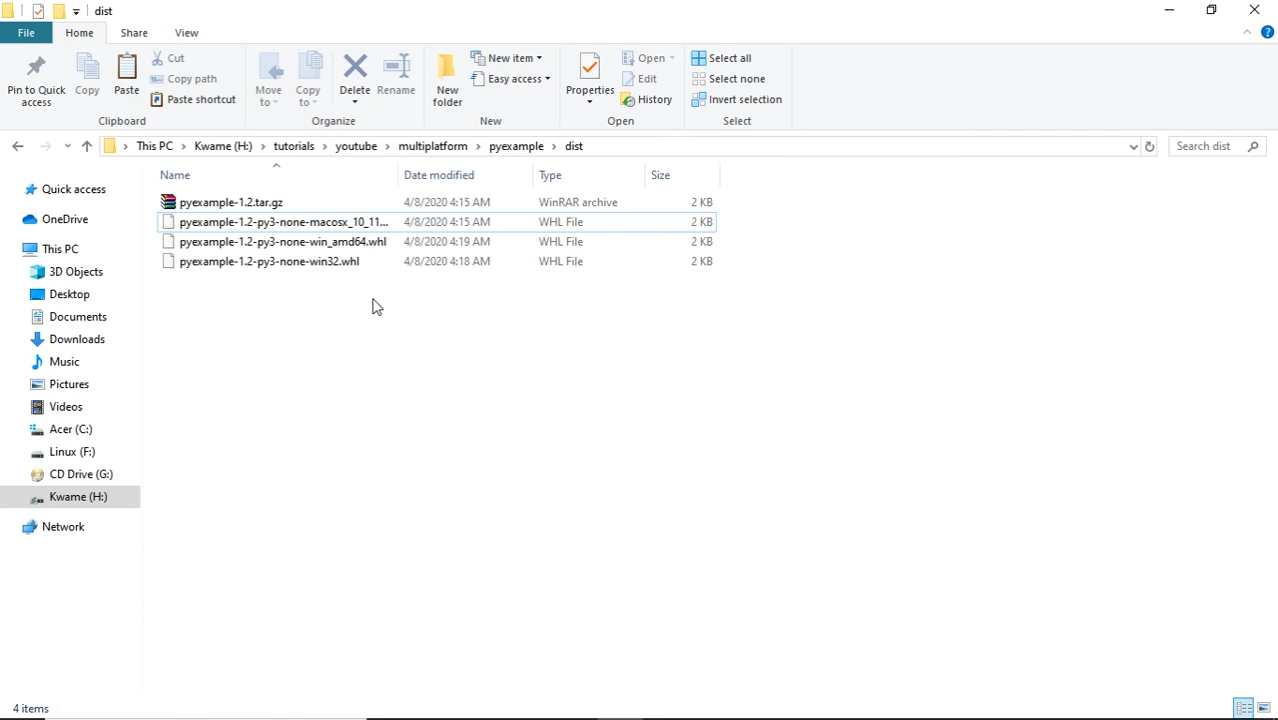 dist
File Home Share View
Pin to Quick access
Copy
Paste
Cut
Copy path
Paste shortcut
Clipboard
Move to
Copy to
Delete
Rename
Organize
New folder
New item
Easy access
New
Properties
Open
Edit
History
Open
Select all
Select none
Invert selection
Select
This PC › Kwame (H:) › tutorials › youtube › multiplatform › pyexample › dist
Search dist
Name Date modified Type Size
pyexample-1.2.tar.gz 4/8/2020 4:15 AM WinRAR archive 2 KB
pyexample-1.2-py3-none-macosx_10_11... 4/8/2020 4:15 AM WHL File 2 KB
pyexample-1.2-py3-none-win_amd64.whl 4/8/2020 4:19 AM WHL File 2 KB
pyexample-1.2-py3-none-win32.whl 4/8/2020 4:18 AM WHL File 2 KB
Quick access
OneDrive
This PC
3D Objects
Desktop
Documents
Downloads
Music
Pictures
Videos
Acer (C:)
Linux (F:)
CD Drive (G:)
Kwame (H:)
Network
4 items